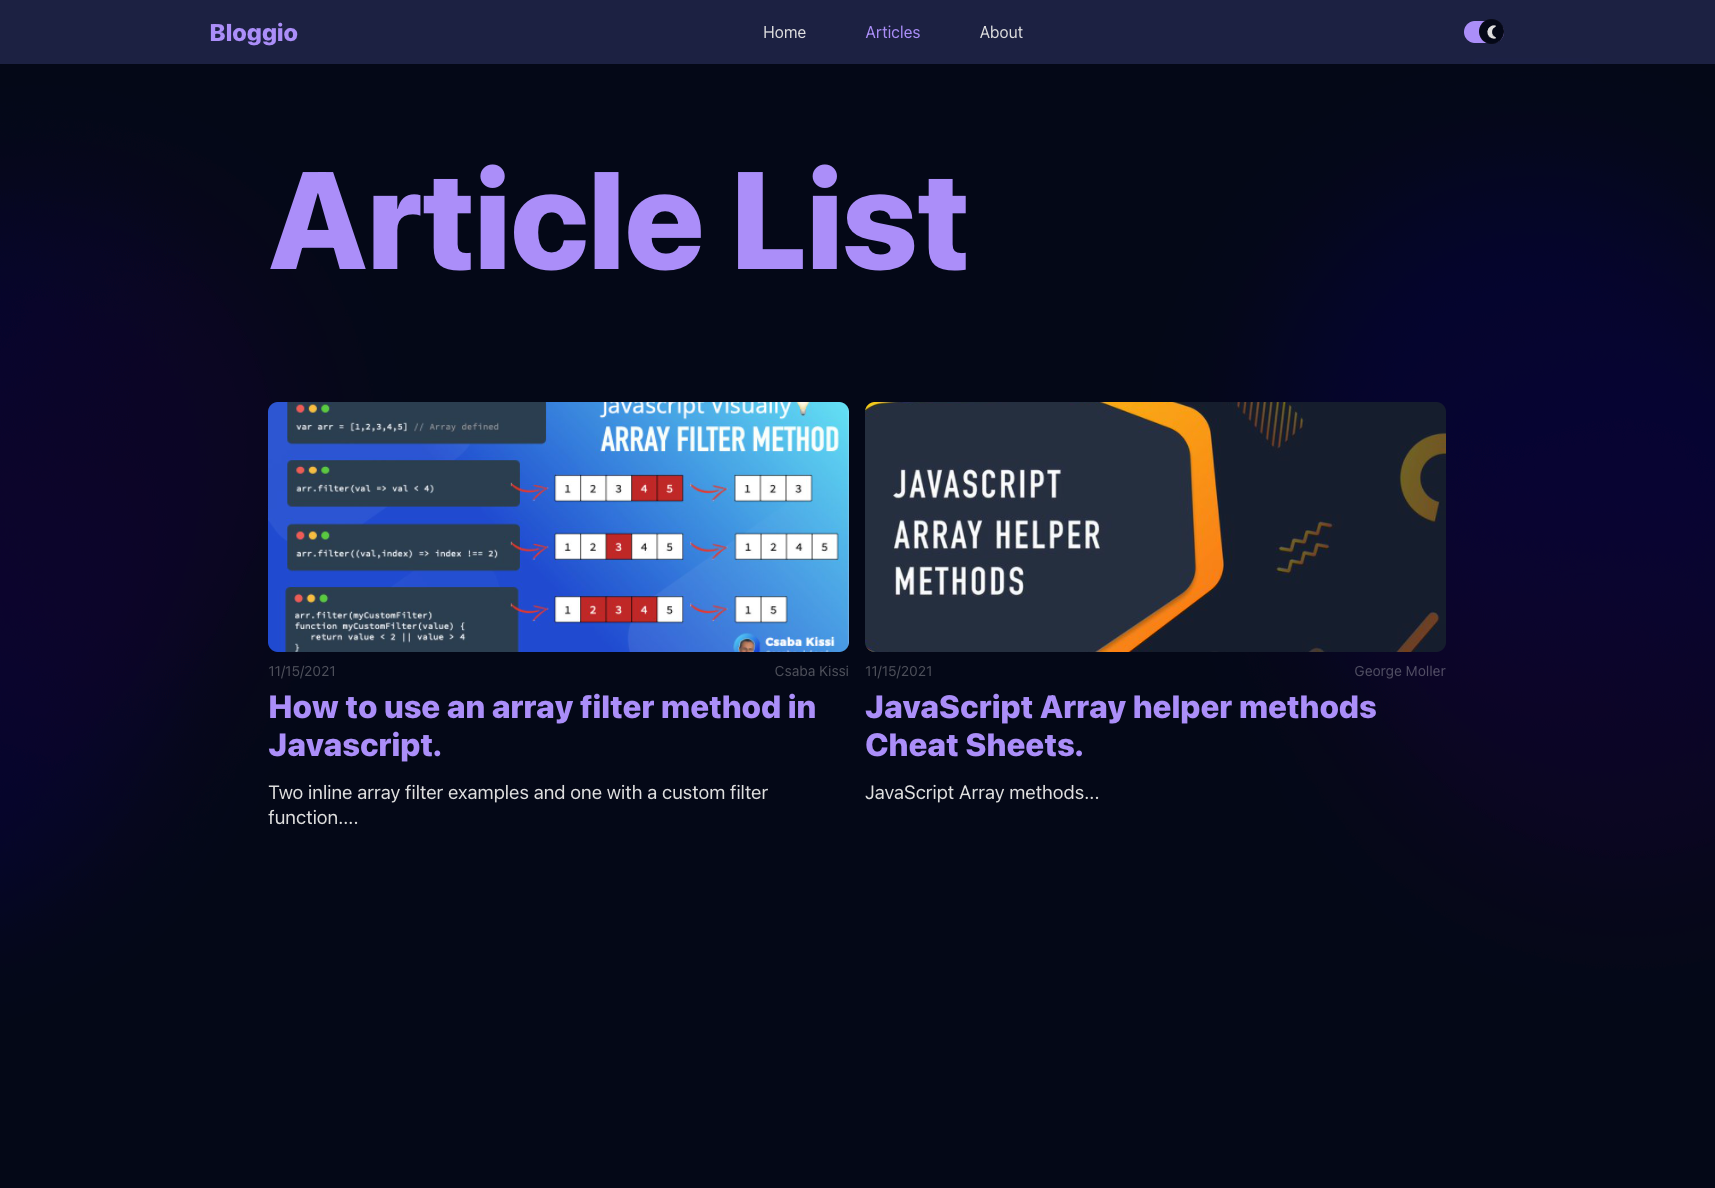 Bloggio
Home
Articles
About
Article List
var arr = [1,2,3,4,5] // Array defined
Javascript Visually
ARRAY FILTER METHOD
arr.filter(val => val < 4)
1 2 3 4 5
1 2 3
arr.filter((val,index) => index !== 2)
1 2 3 4 5
1 2 4 5
arr.filter(myCustomFilter)
function myCustomFilter(value) {
return value < 2 || value > 4
}
1 2 3 4 5
1 5
Csaba Kissi
JAVASCRIPT
ARRAY HELPER
METHODS
11/15/2021
Csaba Kissi
How to use an array filter method in
Javascript.
Two inline array filter examples and one with a custom filter
function....
11/15/2021
George Moller
JavaScript Array helper methods
Cheat Sheets.
JavaScript Array methods...